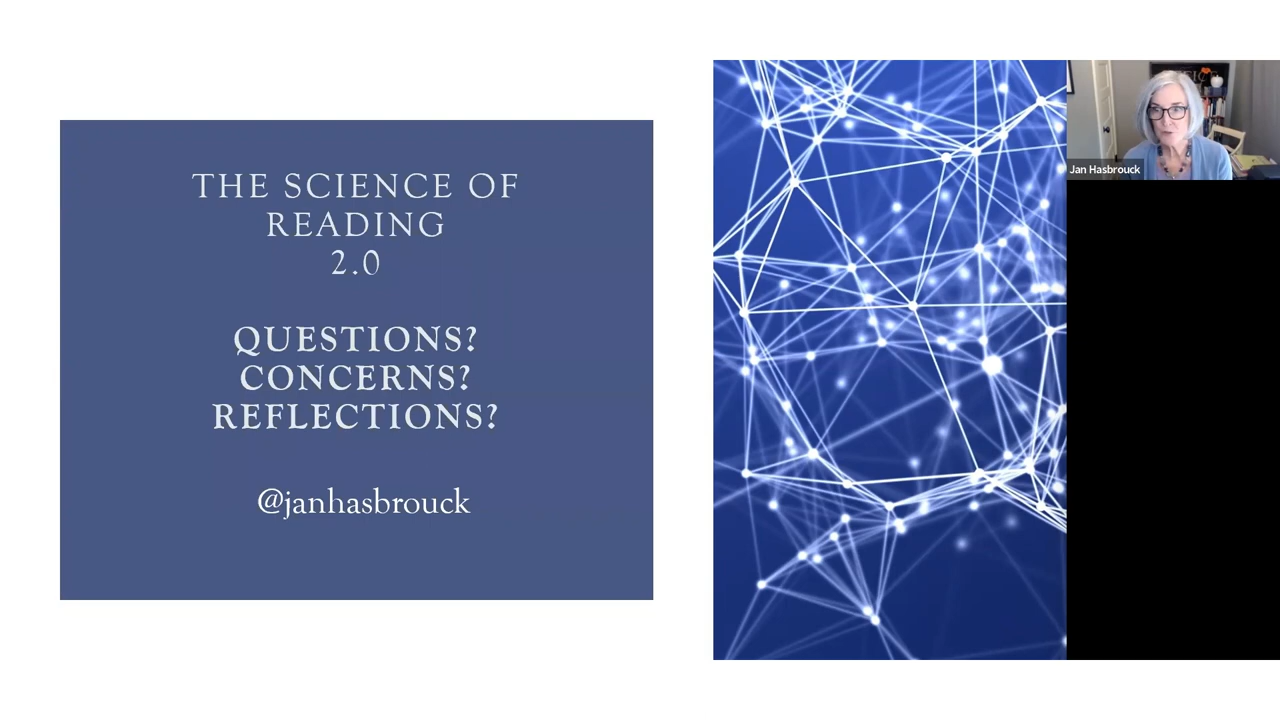 THE SCIENCE OF
READING
2.0
QUESTIONS?
CONCERNS?
REFLECTIONS?
@janhasbrouck
Jan Hasbrouck